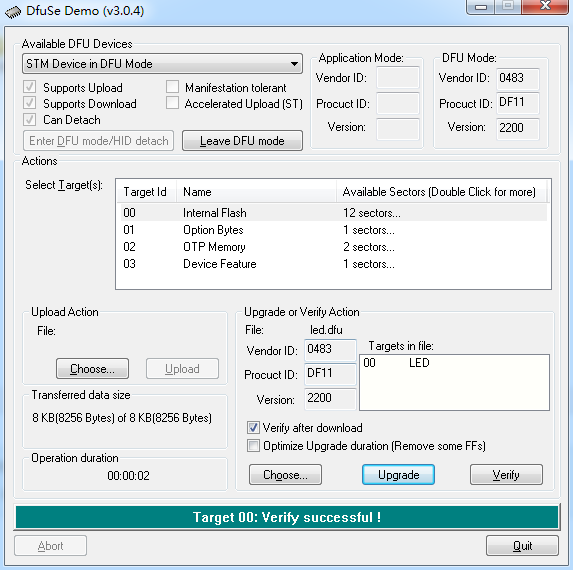 DfuSe Demo (v3.0.4)
Available DFU Devices
STM Device in DFU Mode
Supports Upload
Manifestation tolerant
Supports Download
Accelerated Upload (ST)
Can Detach
Enter DFU mode/HID detach
Leave DFU mode
Application Mode:
Vendor ID:
Procuct ID:
Version:
DFU Mode:
Vendor ID: 0483
Procuct ID: DF11
Version: 2200
Actions
Select Target(s):
Target Id Name Available Sectors (Double Click for more)
00 Internal Flash 12 sectors...
01 Option Bytes 1 sectors...
02 OTP Memory 2 sectors...
03 Device Feature 1 sectors...
Upload Action
File:
Choose... Upload
Transferred data size
8 KB(8256 Bytes) of 8 KB(8256 Bytes)
Operation duration
00:00:02
Upgrade or Verify Action
File: led.dfu
Vendor ID: 0483
Procuct ID: DF11
Version: 2200
Targets in file:
00 LED
Verify after download
Optimize Upgrade duration (Remove some FFs)
Choose... Upgrade Verify
Target 00: Verify successful !
Abort Quit